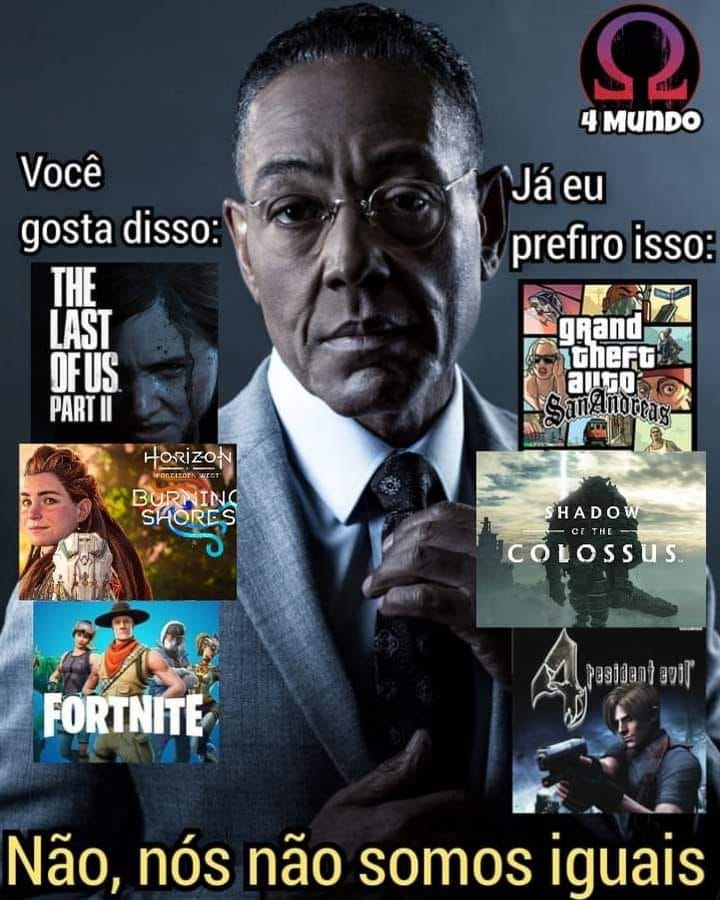 4 Mundo
Você
gosta disso:
Já eu
prefiro isso:
THE
LAST
OF US
PART II
HORIZON
FORBIDDEN WEST
BURNING
SHORES
FORTNITE
grand
theft
auto
San Andreas
SHADOW
OF THE
COLOSSUS
4
resident evil
Não, nós não somos iguais